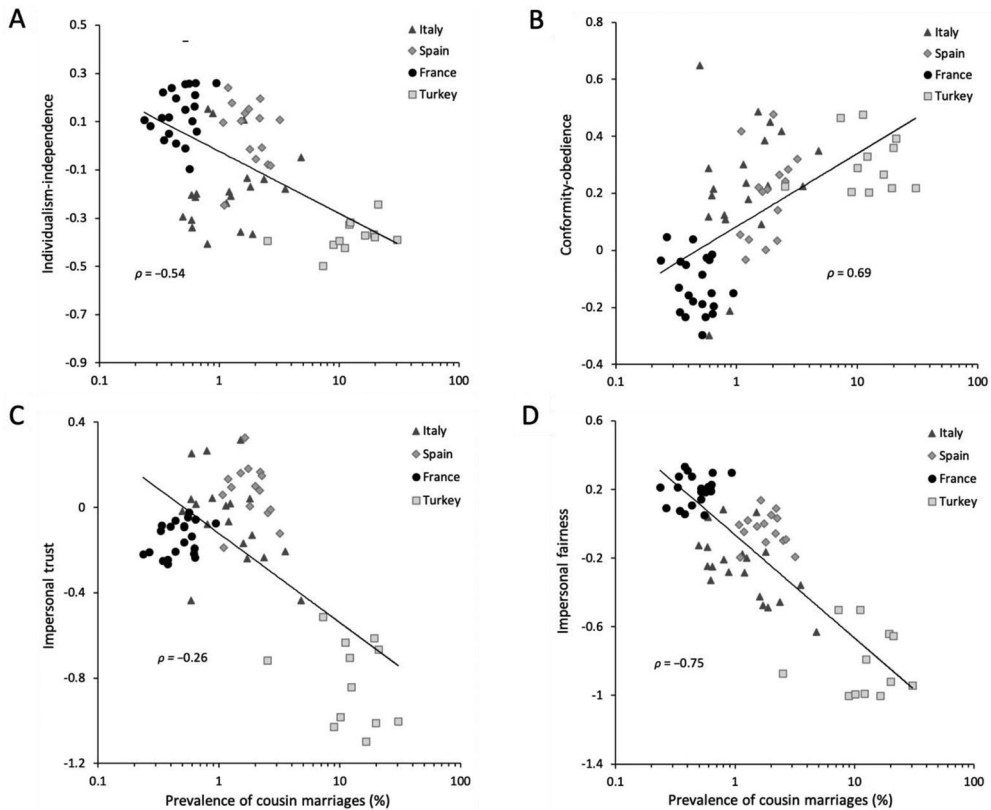 A
Individualism-independence
0.5
0.3
0.1
-0.1
-0.3
-0.5
-0.7
-0.9
0.1
1
10
100
Italy
Spain
France
Turkey
ρ = –0.54
B
Conformity-obedience
0.8
0.6
0.4
0.2
0
-0.2
-0.4
0.1
1
10
100
Italy
Spain
France
Turkey
ρ = 0.69
C
Impersonal trust
0.4
0
-0.4
-0.8
-1.2
0.1
1
10
100
Prevalence of cousin marriages (%)
Italy
Spain
France
Turkey
ρ = –0.26
D
Impersonal fairness
0.6
0.2
-0.2
-0.6
-1
-1.4
0.1
1
10
100
Prevalence of cousin marriages (%)
Italy
Spain
France
Turkey
ρ = –0.75